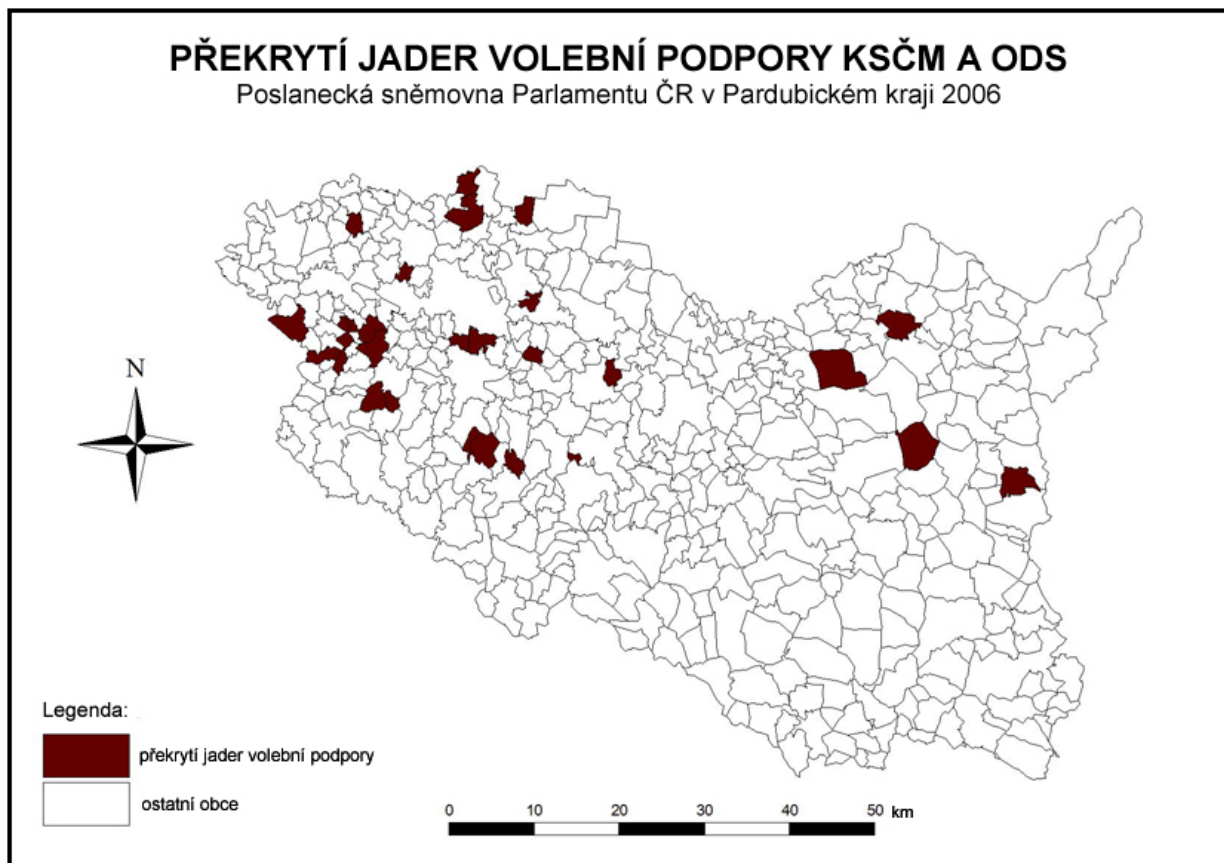 PŘEKRYTÍ JADER VOLEBNÍ PODPORY KSČM A ODS
Poslanecká sněmovna Parlamentu ČR v Pardubickém kraji 2006
N
Legenda:
překrytí jader volební podpory
ostatní obce
0 10 20 30 40 50 km